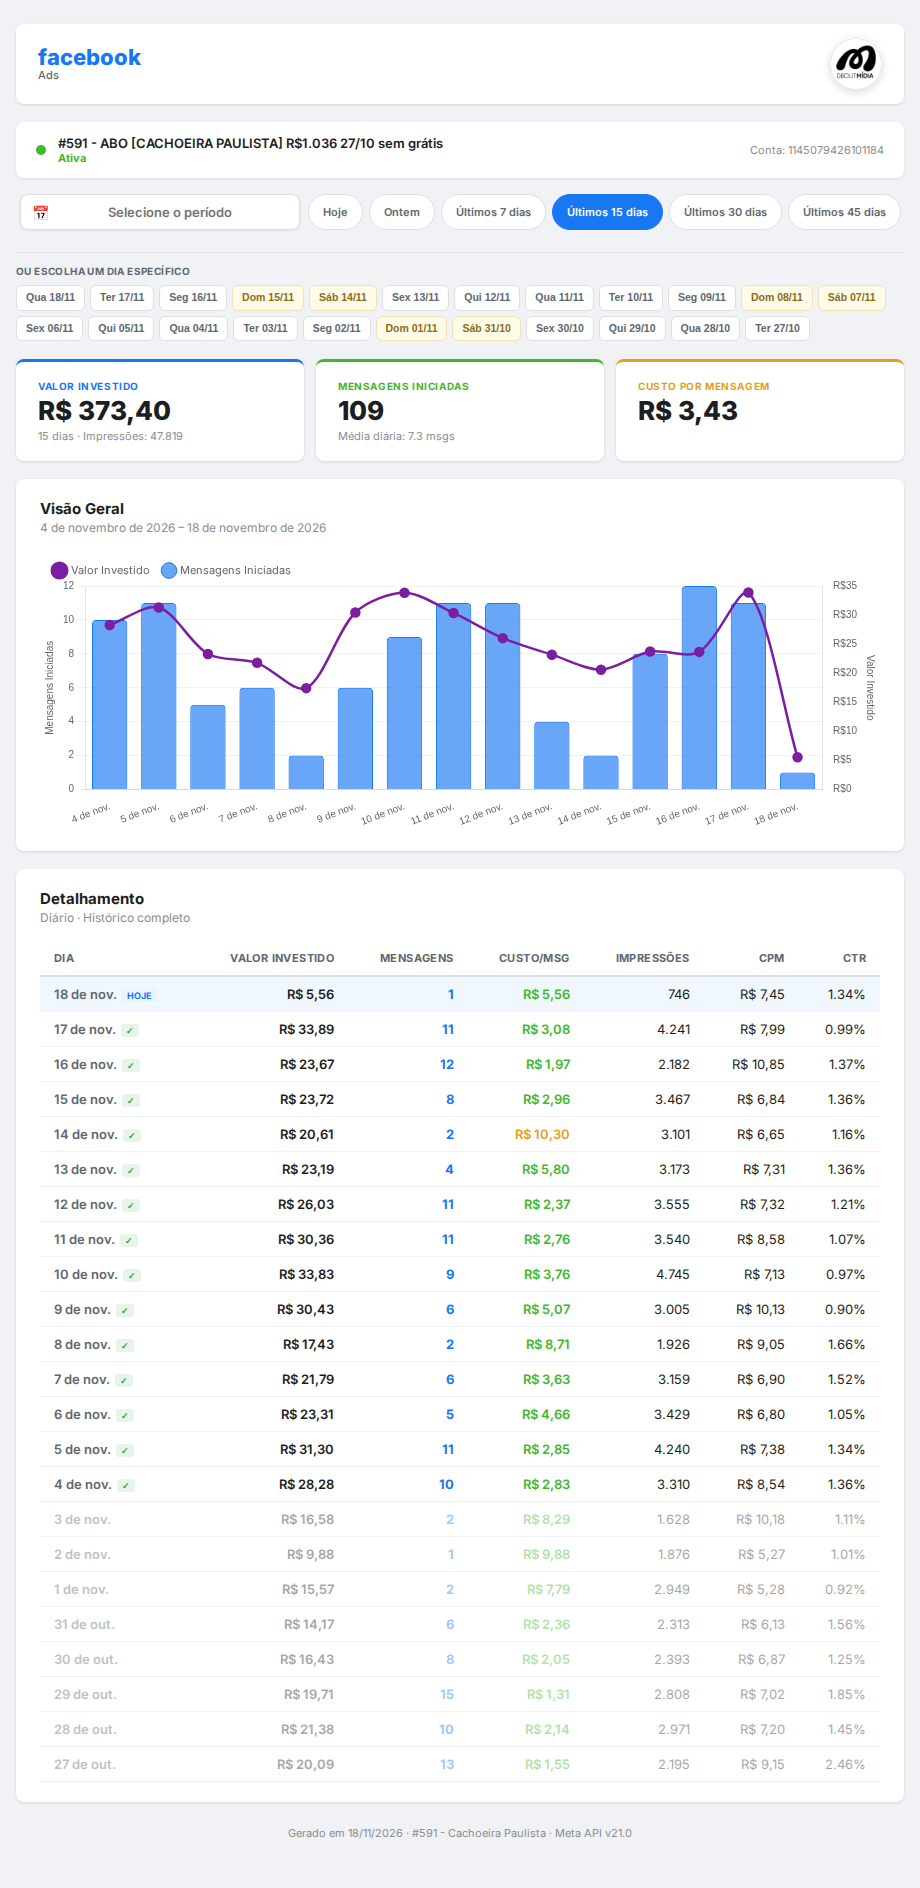 facebook
Ads
DBOUTMÍDIA
#591 - ABO [CACHOEIRA PAULISTA] R$1.036 27/10 sem grátis
Ativa
Conta: 1145079426101184
Selecione o período
Hoje
Ontem
Últimos 7 dias
Últimos 15 dias
Últimos 30 dias
Últimos 45 dias
OU ESCOLHA UM DIA ESPECÍFICO
Qua 18/11 Ter 17/11 Seg 16/11 Dom 15/11 Sáb 14/11 Sex 13/11 Qui 12/11 Qua 11/11 Ter 10/11 Seg 09/11 Dom 08/11 Sáb 07/11
Sex 06/11 Qui 05/11 Qua 04/11 Ter 03/11 Seg 02/11 Dom 01/11 Sáb 31/10 Sex 30/10 Qui 29/10 Qua 28/10 Ter 27/10
VALOR INVESTIDO
R$ 373,40
15 dias · Impressões: 47.819
MENSAGENS INICIADAS
109
Média diária: 7.3 msgs
CUSTO POR MENSAGEM
R$ 3,43
Visão Geral
4 de novembro de 2026 – 18 de novembro de 2026
Valor Investido Mensagens Iniciadas
Mensagens Iniciadas
12
10
8
6
4
2
0
R$35
R$30
R$25
R$20
R$15
R$10
R$5
R$0
Valor Investido
4 de nov. 5 de nov. 6 de nov. 7 de nov. 8 de nov. 9 de nov. 10 de nov. 11 de nov. 12 de nov. 13 de nov. 14 de nov. 15 de nov. 16 de nov. 17 de nov. 18 de nov.
Detalhamento
Diário · Histórico completo
DIA VALOR INVESTIDO MENSAGENS CUSTO/MSG IMPRESSÕES CPM CTR
18 de nov. HOJE R$ 5,56 1 R$ 5,56 746 R$ 7,45 1.34%
17 de nov. ✓ R$ 33,89 11 R$ 3,08 4.241 R$ 7,99 0.99%
16 de nov. ✓ R$ 23,67 12 R$ 1,97 2.182 R$ 10,85 1.37%
15 de nov. ✓ R$ 23,72 8 R$ 2,96 3.467 R$ 6,84 1.36%
14 de nov. ✓ R$ 20,61 2 R$ 10,30 3.101 R$ 6,65 1.16%
13 de nov. ✓ R$ 23,19 4 R$ 5,80 3.173 R$ 7,31 1.36%
12 de nov. ✓ R$ 26,03 11 R$ 2,37 3.555 R$ 7,32 1.21%
11 de nov. ✓ R$ 30,36 11 R$ 2,76 3.540 R$ 8,58 1.07%
10 de nov. ✓ R$ 33,83 9 R$ 3,76 4.745 R$ 7,13 0.97%
9 de nov. ✓ R$ 30,43 6 R$ 5,07 3.005 R$ 10,13 0.90%
8 de nov. ✓ R$ 17,43 2 R$ 8,71 1.926 R$ 9,05 1.66%
7 de nov. ✓ R$ 21,79 6 R$ 3,63 3.159 R$ 6,90 1.52%
6 de nov. ✓ R$ 23,31 5 R$ 4,66 3.429 R$ 6,80 1.05%
5 de nov. ✓ R$ 31,30 11 R$ 2,85 4.240 R$ 7,38 1.34%
4 de nov. ✓ R$ 28,28 10 R$ 2,83 3.310 R$ 8,54 1.36%
3 de nov. R$ 16,58 2 R$ 8,29 1.628 R$ 10,18 1.11%
2 de nov. R$ 9,88 1 R$ 9,88 1.876 R$ 5,27 1.01%
1 de nov. R$ 15,57 2 R$ 7,79 2.949 R$ 5,28 0.92%
31 de out. R$ 14,17 6 R$ 2,36 2.313 R$ 6,13 1.56%
30 de out. R$ 16,43 8 R$ 2,05 2.393 R$ 6,87 1.25%
29 de out. R$ 19,71 15 R$ 1,31 2.808 R$ 7,02 1.85%
28 de out. R$ 21,38 10 R$ 2,14 2.971 R$ 7,20 1.45%
27 de out. R$ 20,09 13 R$ 1,55 2.195 R$ 9,15 2.46%
Gerado em 18/11/2026 · #591 - Cachoeira Paulista · Meta API v21.0